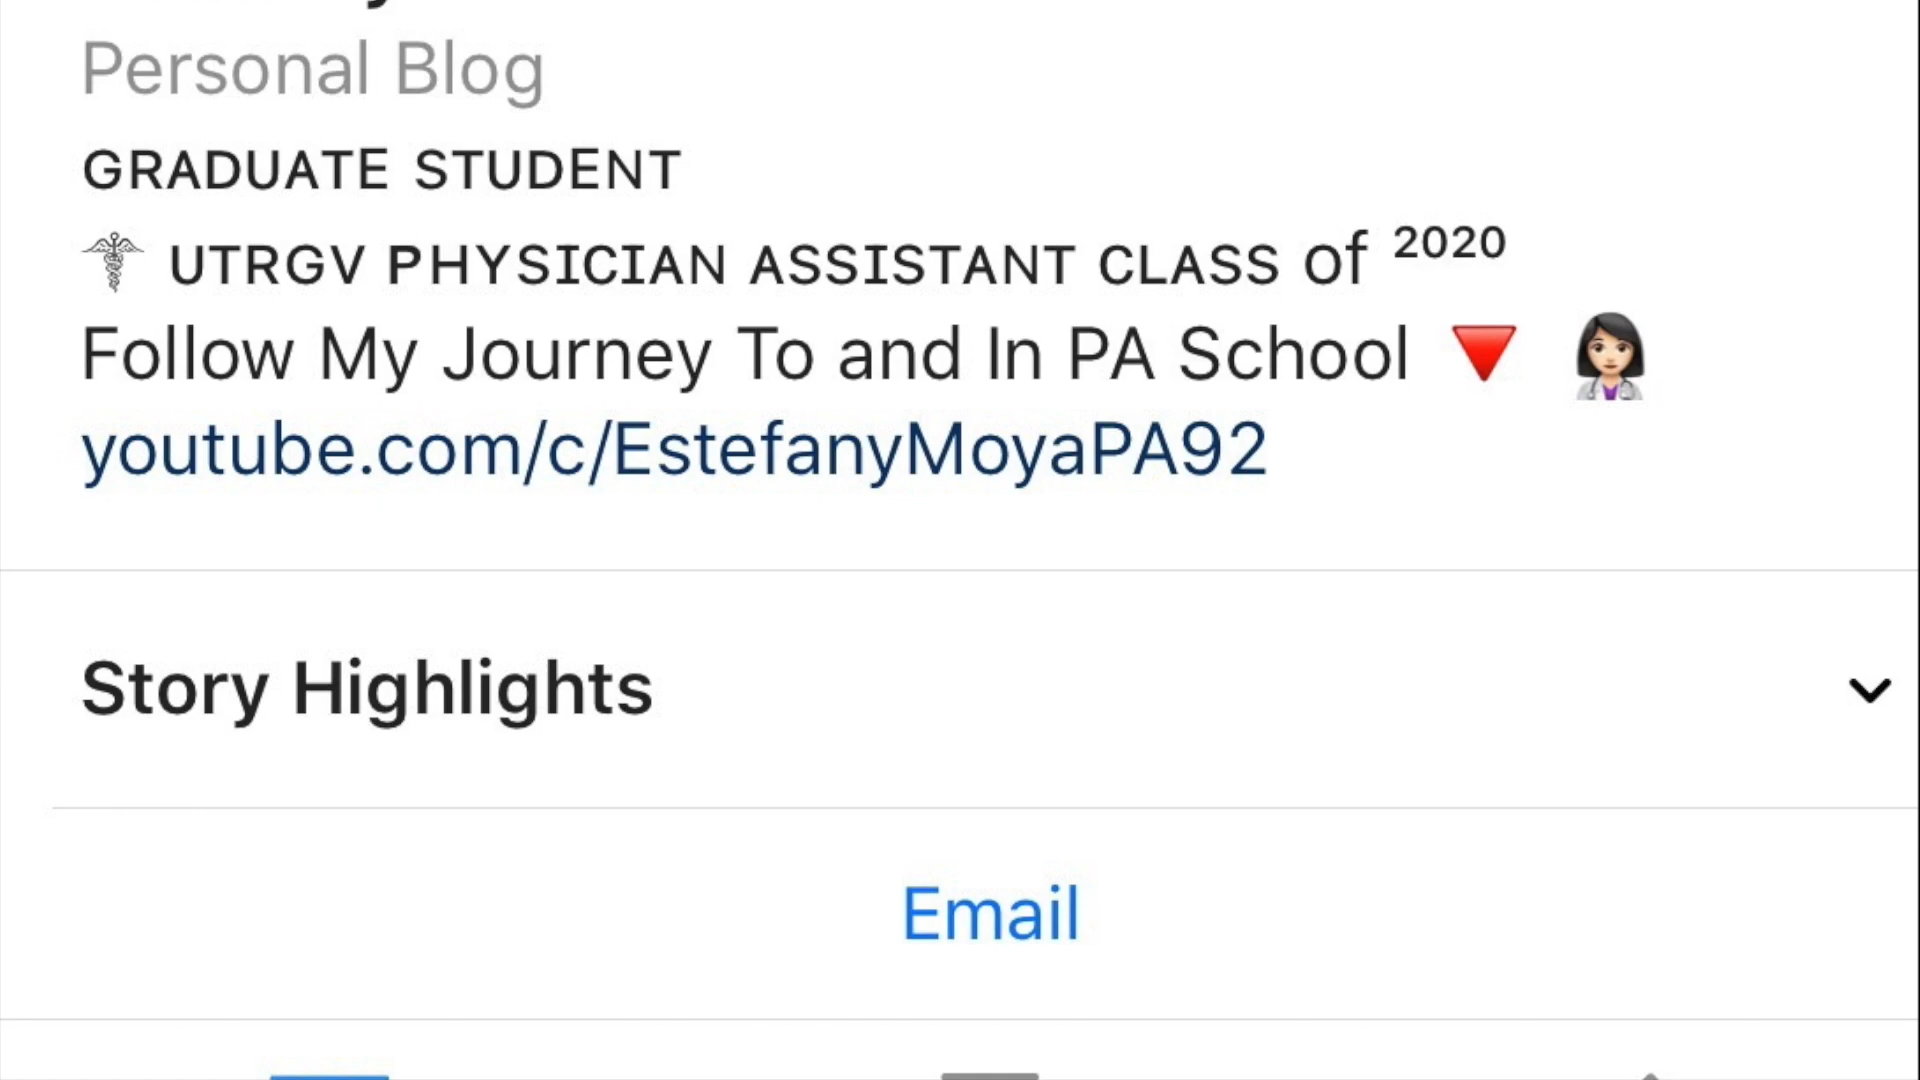 Personal Blog
ɢRADUATE STUDENT
⚕ UTRGV PHYSICIAN ASSISTANT CLASS of ²⁰²⁰
Follow My Journey To and In PA School 🔻 👩🏻‍⚕️
youtube.com/c/EstefanyMoyaPA92
Story Highlights
Email